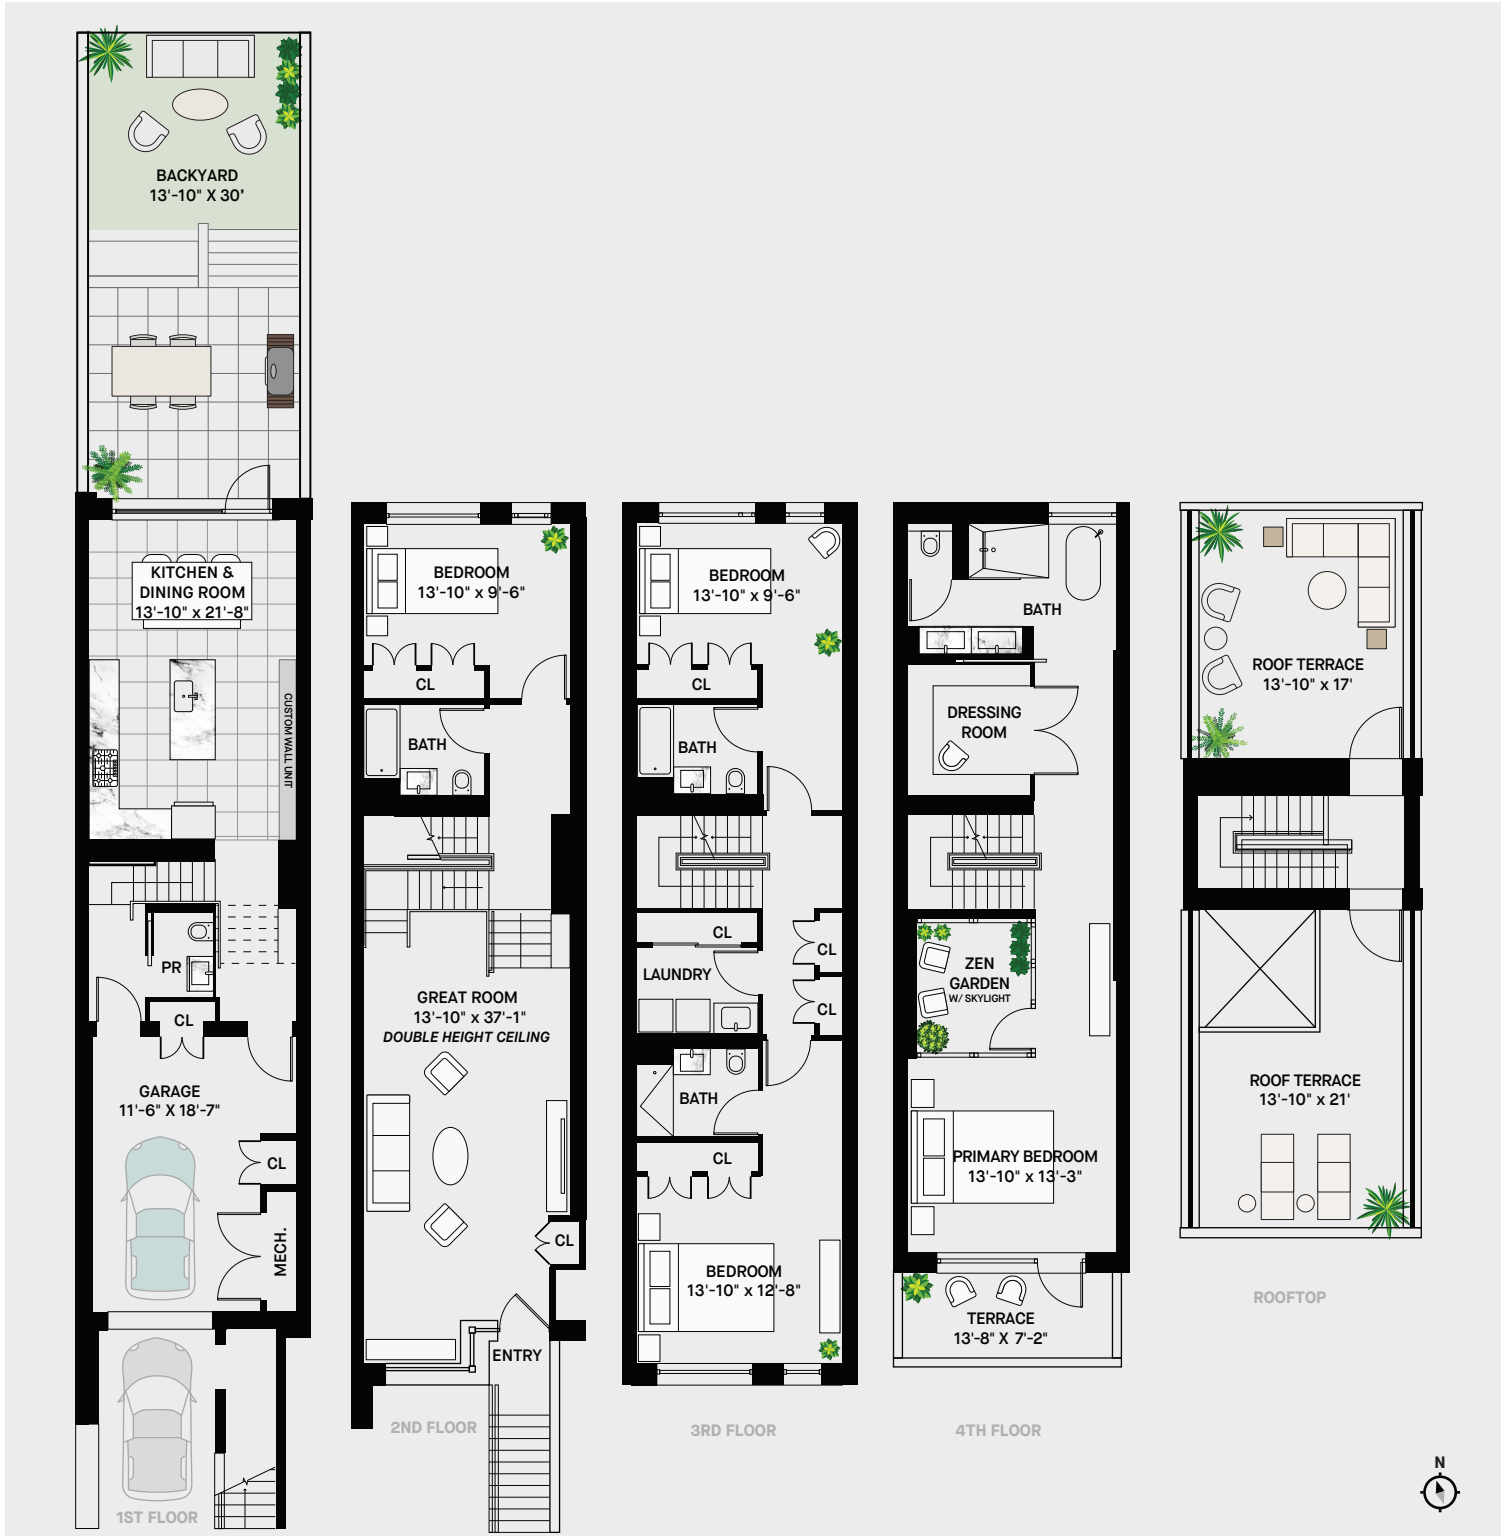 BACKYARD
13'-10" X 30'
KITCHEN &
DINING ROOM
13'-10" x 21'-8"
CUSTOM WALL UNIT
PR
CL
GARAGE
11'-6" X 18'-7"
CL
MECH.
1ST FLOOR
BEDROOM
13'-10" x 9'-6"
CL
BATH
GREAT ROOM
13'-10" x 37'-1"
DOUBLE HEIGHT CEILING
CL
ENTRY
2ND FLOOR
BEDROOM
13'-10" x 9'-6"
CL
BATH
CL
CL
LAUNDRY
CL
BATH
CL
BEDROOM
13'-10" x 12'-8"
3RD FLOOR
BATH
DRESSING
ROOM
ZEN
GARDEN
W/ SKYLIGHT
PRIMARY BEDROOM
13'-10" x 13'-3"
TERRACE
13'-8" X 7'-2"
4TH FLOOR
ROOF TERRACE
13'-10" x 17'
ROOF TERRACE
13'-10" x 21'
ROOFTOP
N